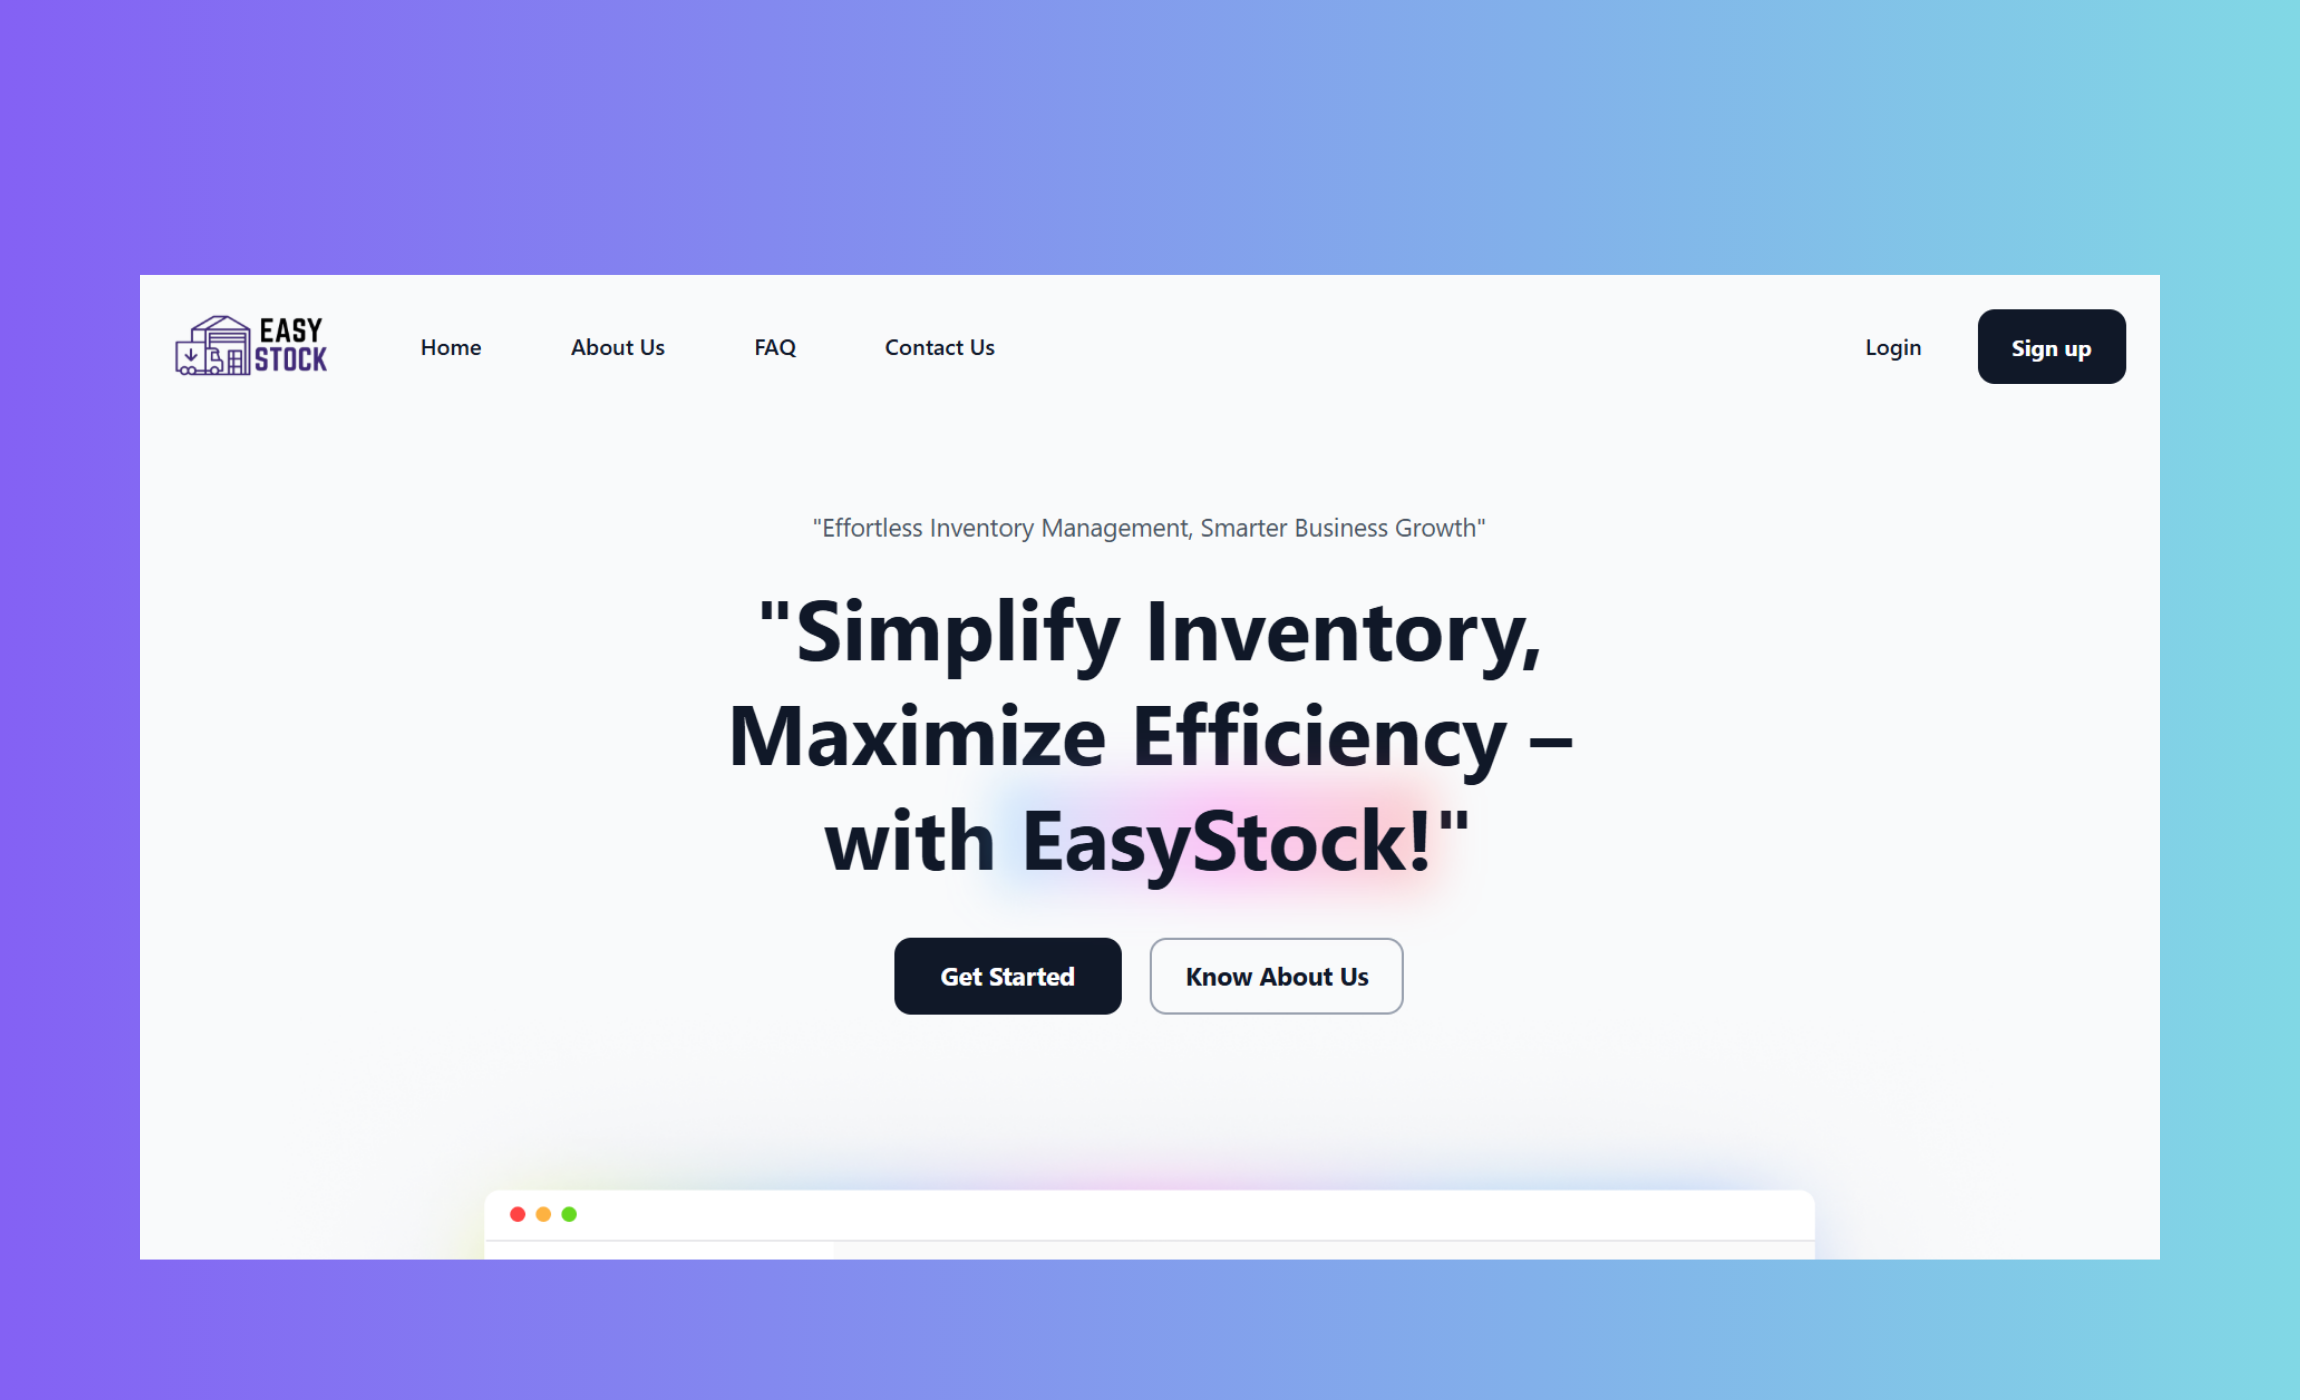 EASY
STOCK
Home
About Us
FAQ
Contact Us
Login
Sign up
"Effortless Inventory Management, Smarter Business Growth"
"Simplify Inventory,
Maximize Efficiency –
with EasyStock!"
Get Started
Know About Us